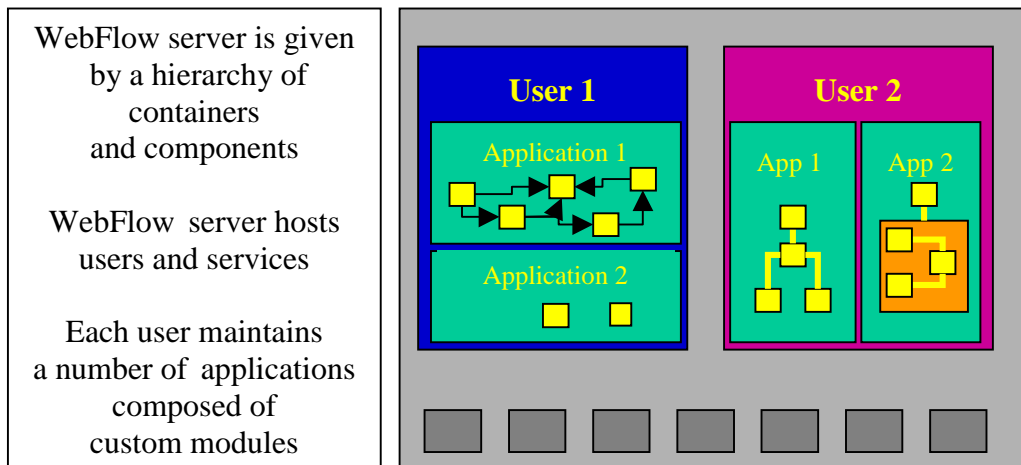 WebFlow server is given
by a hierarchy of
containers
and components
WebFlow server hosts
users and services
Each user maintains
a number of applications
composed of
custom modules
User 1
Application 1
Application 2
User 2
App 1
App 2